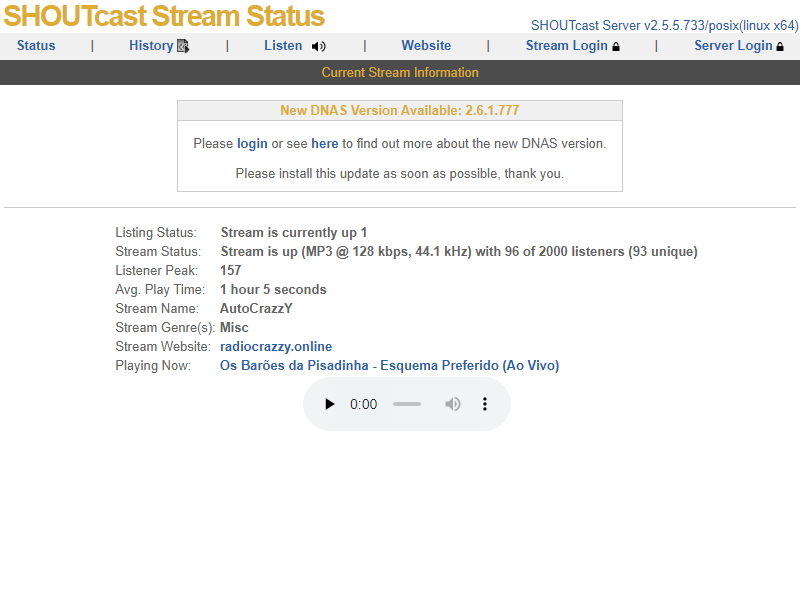 SHOUTcast Stream Status
SHOUTcast Server v2.5.5.733/posix(linux x64)
Status | History | Listen | Website | Stream Login | Server Login
Current Stream Information
New DNAS Version Available: 2.6.1.777
Please login or see here to find out more about the new DNAS version.
Please install this update as soon as possible, thank you.
Listing Status: Stream is currently up 1
Stream Status: Stream is up (MP3 @ 128 kbps, 44.1 kHz) with 96 of 2000 listeners (93 unique)
Listener Peak: 157
Avg. Play Time: 1 hour 5 seconds
Stream Name: AutoCrazzY
Stream Genre(s): Misc
Stream Website: radiocrazzy.online
Playing Now: Os Barões da Pisadinha - Esquema Preferido (Ao Vivo)
0:00